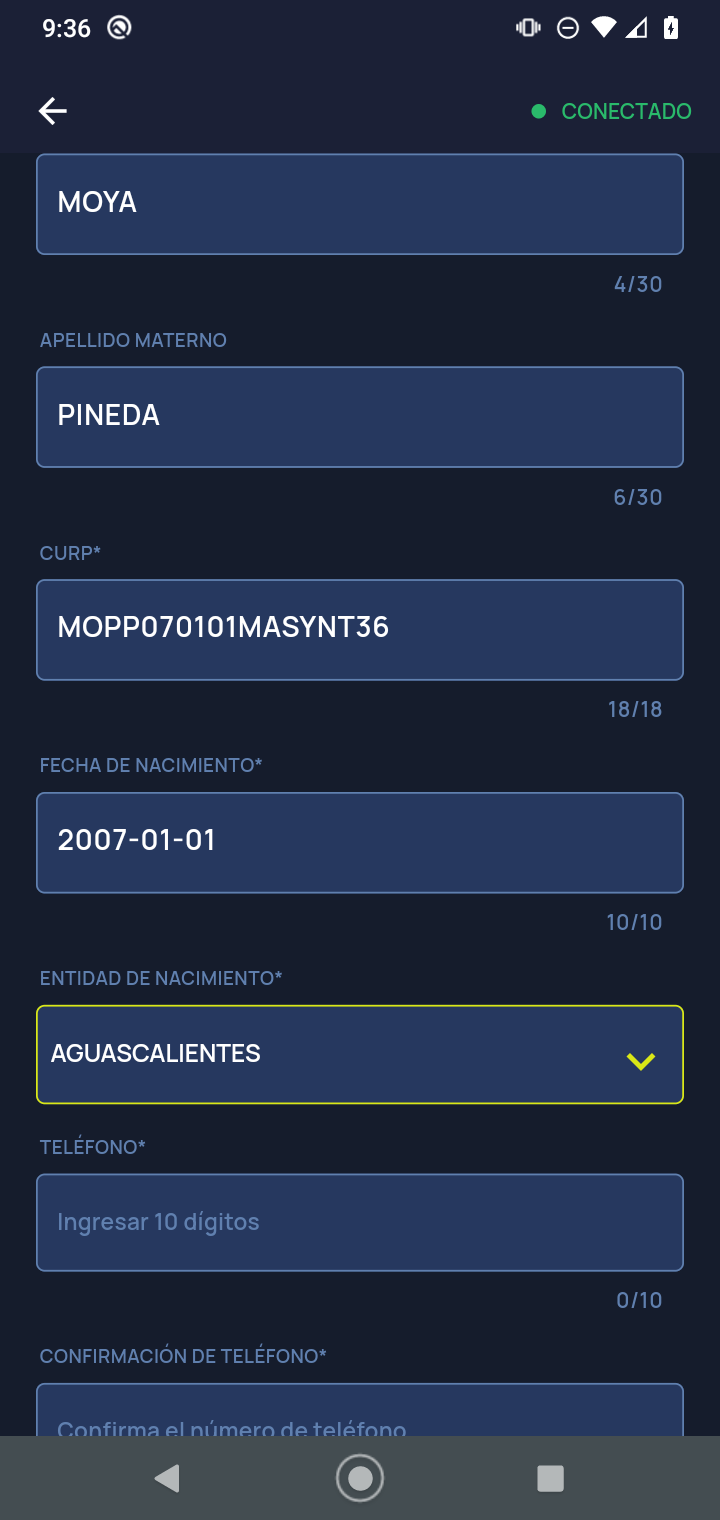 9:36
CONECTADO
MOYA
4/30
APELLIDO MATERNO
PINEDA
6/30
CURP*
MOPP070101MASYNT36
18/18
FECHA DE NACIMIENTO*
2007-01-01
10/10
ENTIDAD DE NACIMIENTO*
AGUASCALIENTES
TELÉFONO*
Ingresar 10 dígitos
0/10
CONFIRMACIÓN DE TELÉFONO*
Confirma el número de teléfono